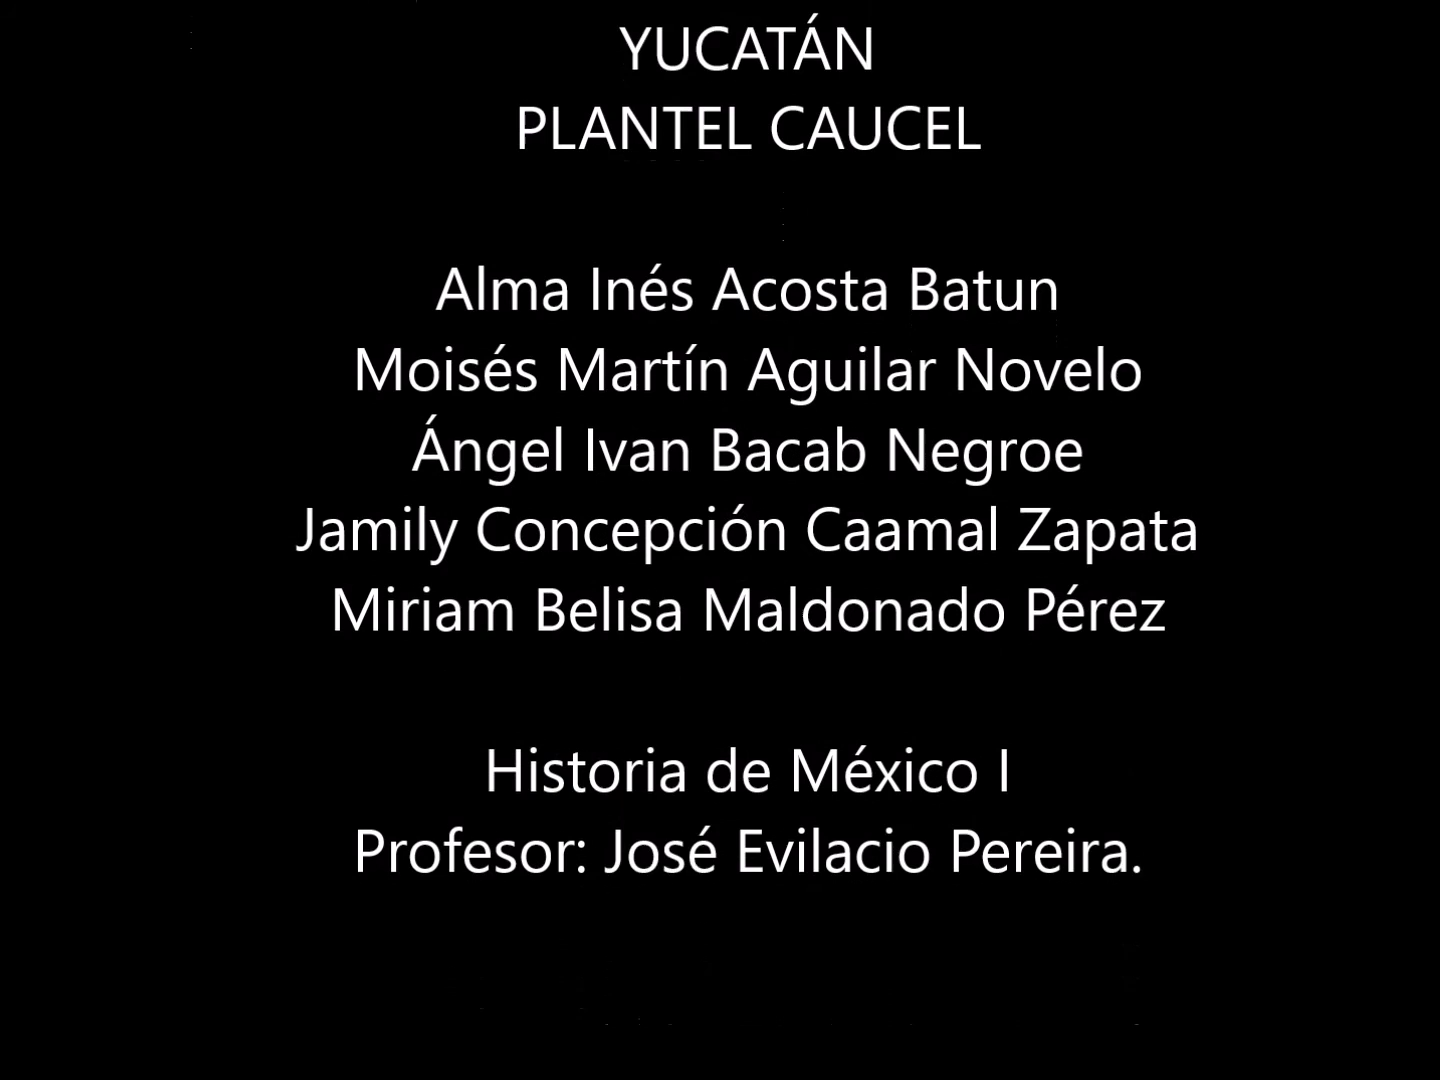 YUCATÁN
PLANTEL CAUCEL
Alma Inés Acosta Batun
Moisés Martín Aguilar Novelo
Ángel Ivan Bacab Negroe
Jamily Concepción Caamal Zapata
Miriam Belisa Maldonado Pérez
Historia de México I
Profesor: José Evilacio Pereira.